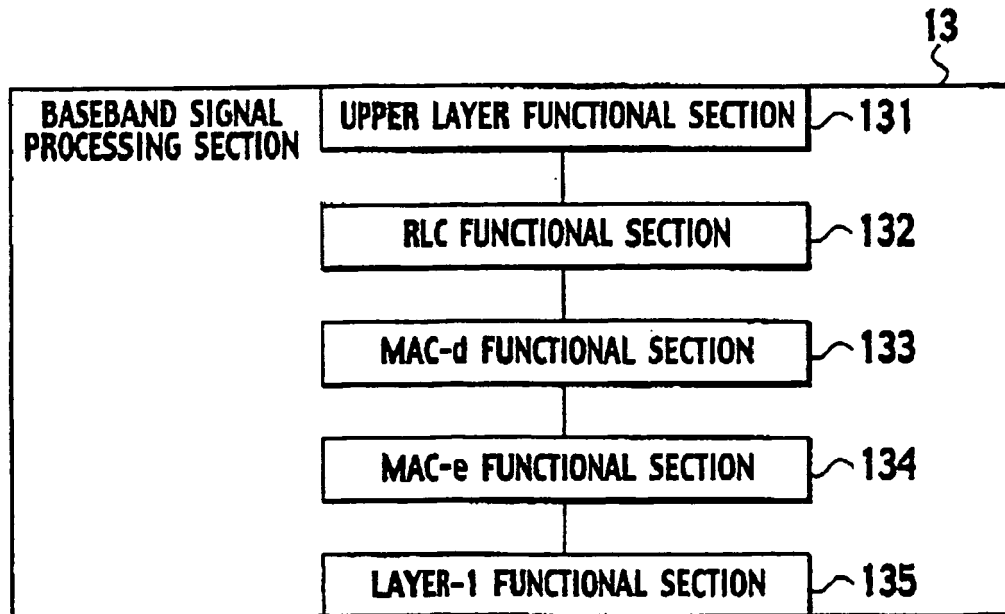 13
BASEBAND SIGNAL
PROCESSING SECTION
UPPER LAYER FUNCTIONAL SECTION
131
RLC FUNCTIONAL SECTION
132
MAC-d FUNCTIONAL SECTION
133
MAC-e FUNCTIONAL SECTION
134
LAYER-1 FUNCTIONAL SECTION
135